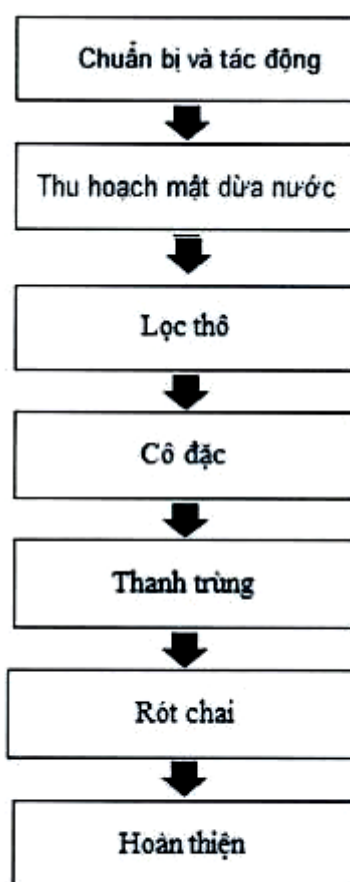 Chuẩn bị và tác động
Thu hoạch mật dừa nước
Lọc thô
Cô đặc
Thanh trùng
Rót chai
Hoàn thiện